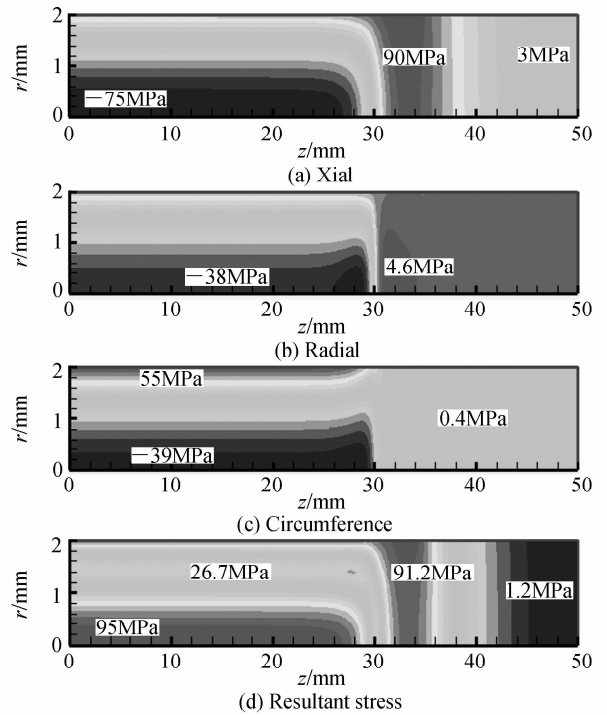 2
90MPa
3MPa
r/mm
1
−75MPa
0
0 10 20 30 40 50
z/mm
(a) Xial
2
r/mm
1
−38MPa
4.6MPa
0
0 10 20 30 40 50
z/mm
(b) Radial
2
55MPa
r/mm
1
0.4MPa
−39MPa
0
0 10 20 30 40 50
z/mm
(c) Circumference
2
26.7MPa
91.2MPa
r/mm
1
1.2MPa
95MPa
0
0 10 20 30 40 50
z/mm
(d) Resultant stress